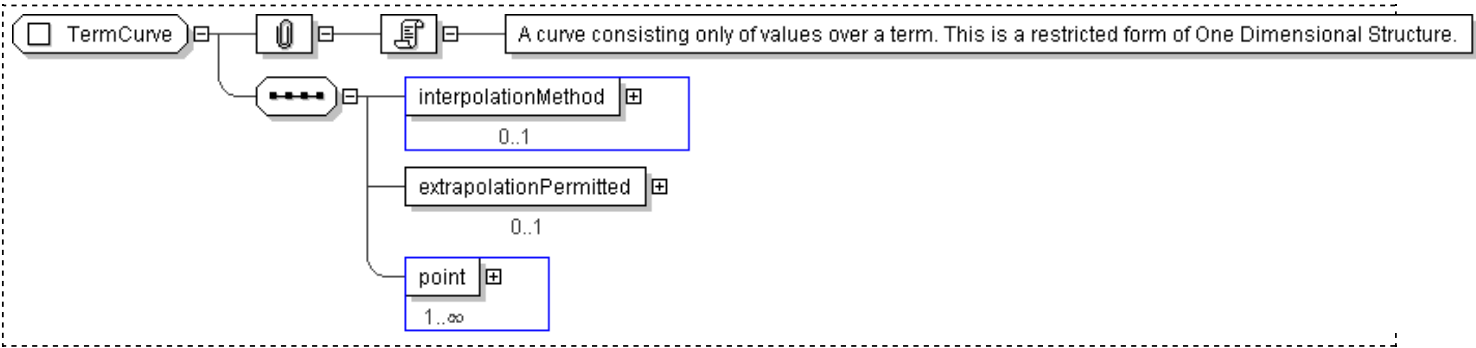 TermCurve
A curve consisting only of values over a term. This is a restricted form of One Dimensional Structure.
interpolationMethod
0..1
extrapolationPermitted
0..1
point
1..∞